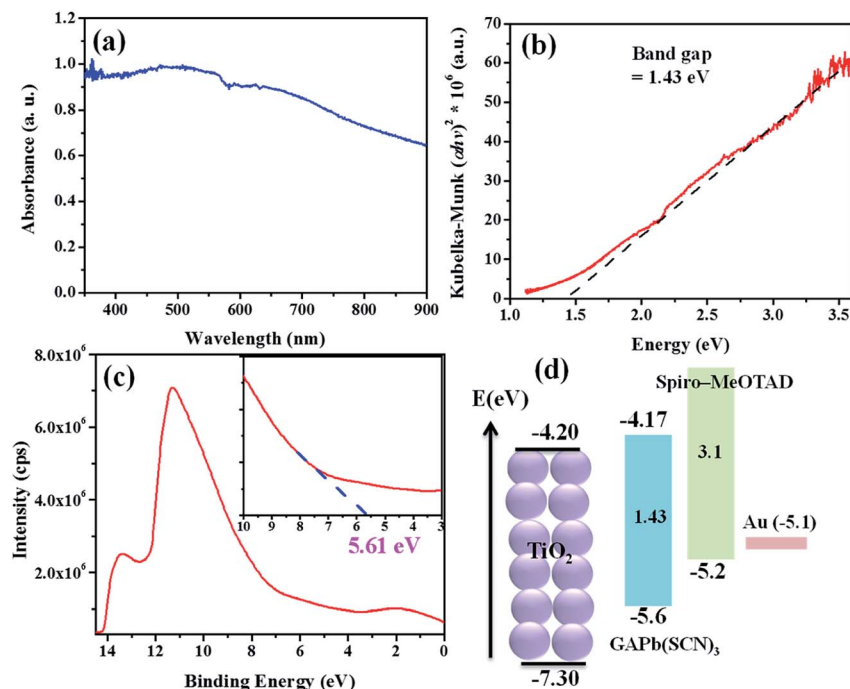 (a)
1.2
1.0
0.8
0.6
0.4
0.2
0.0
Absorbance (a. u.)
400 500 600 700 800 900
Wavelength (nm)
(b)
Band gap
= 1.43 eV
70
60
50
40
30
20
10
0
Kubelka-Munk (αhν)² * 10⁶ (a.u.)
1.0 1.5 2.0 2.5 3.0 3.5
Energy (eV)
(c)
8.0x10⁶
6.0x10⁶
4.0x10⁶
2.0x10⁶
Intensity (cps)
10 9 8 7 6 5 4 3
5.61 eV
14 12 10 8 6 4 2 0
Binding Energy (eV)
(d)
E(eV)
-4.20
TiO₂
-7.30
-4.17
1.43
-5.6
GAPb(SCN)₃
Spiro–MeOTAD
3.1
-5.2
Au (-5.1)